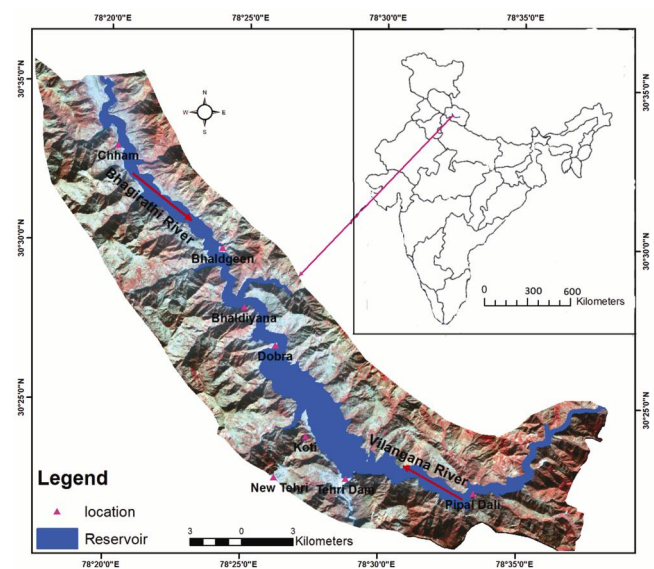 78°20'0"E 78°25'0"E 78°30'0"E 78°35'0"E
30°35'0"N
30°35'0"N
N
W E
S
Chham
Bhagirathi River
30°30'0"N
30°30'0"N
Bhaldgeen
0 300 600
Kilometers
Bhaldiyana
Dobra
30°25'0"N
30°25'0"N
Koti
Vilangana River
New Tehri
Tehri Dam
Pipal Dali
Legend
location
Reservoir
3 0 3
Kilometers
78°20'0"E 78°25'0"E 78°30'0"E 78°35'0"E